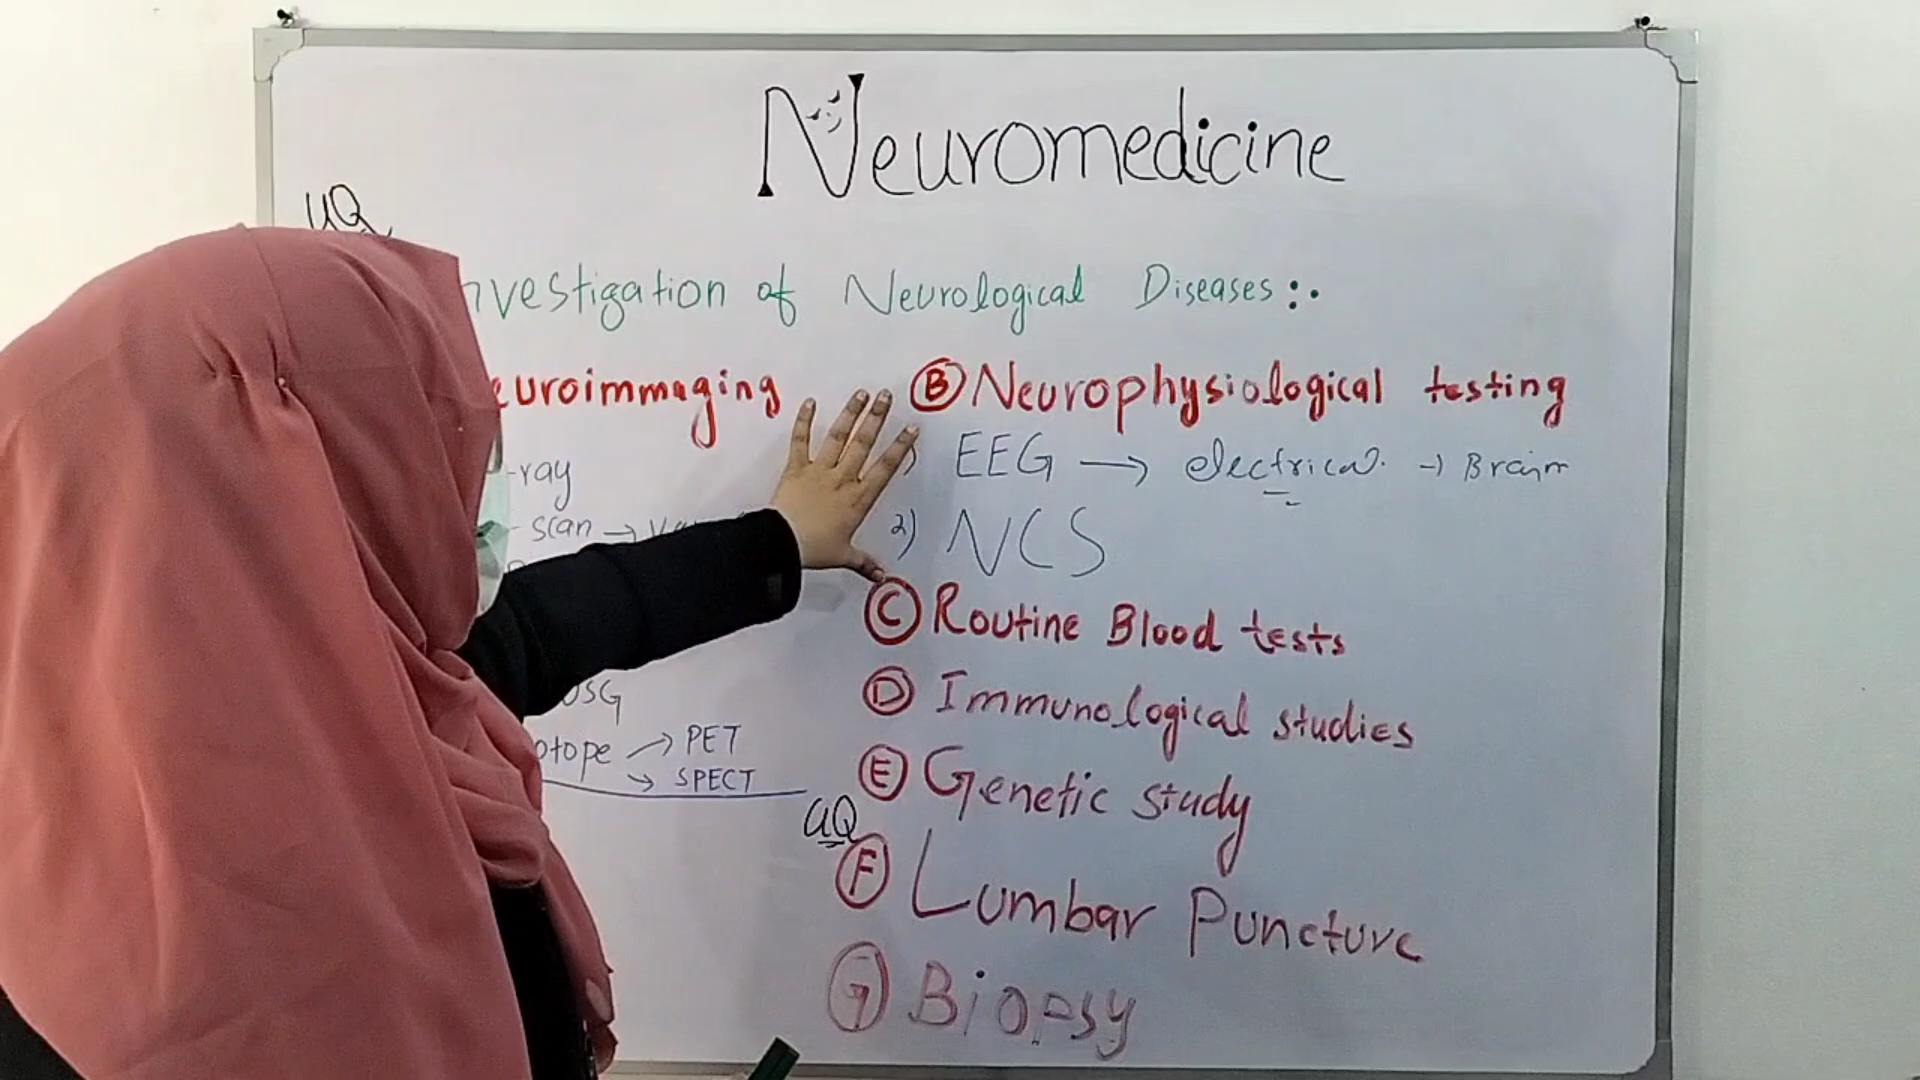 Neuromedicine
UQ
nvestigation of Neurological Diseases:.
euroimmaging
-ray
- scan →
USG
otope → PET
→ SPECT
B Neurophysiological testing
) EEG → electrical. → Brain
2) NCS
C Routine Blood tests
D Immunological studies
E Genetic study
UQ
F Lumbar Puncture
G Biopsy